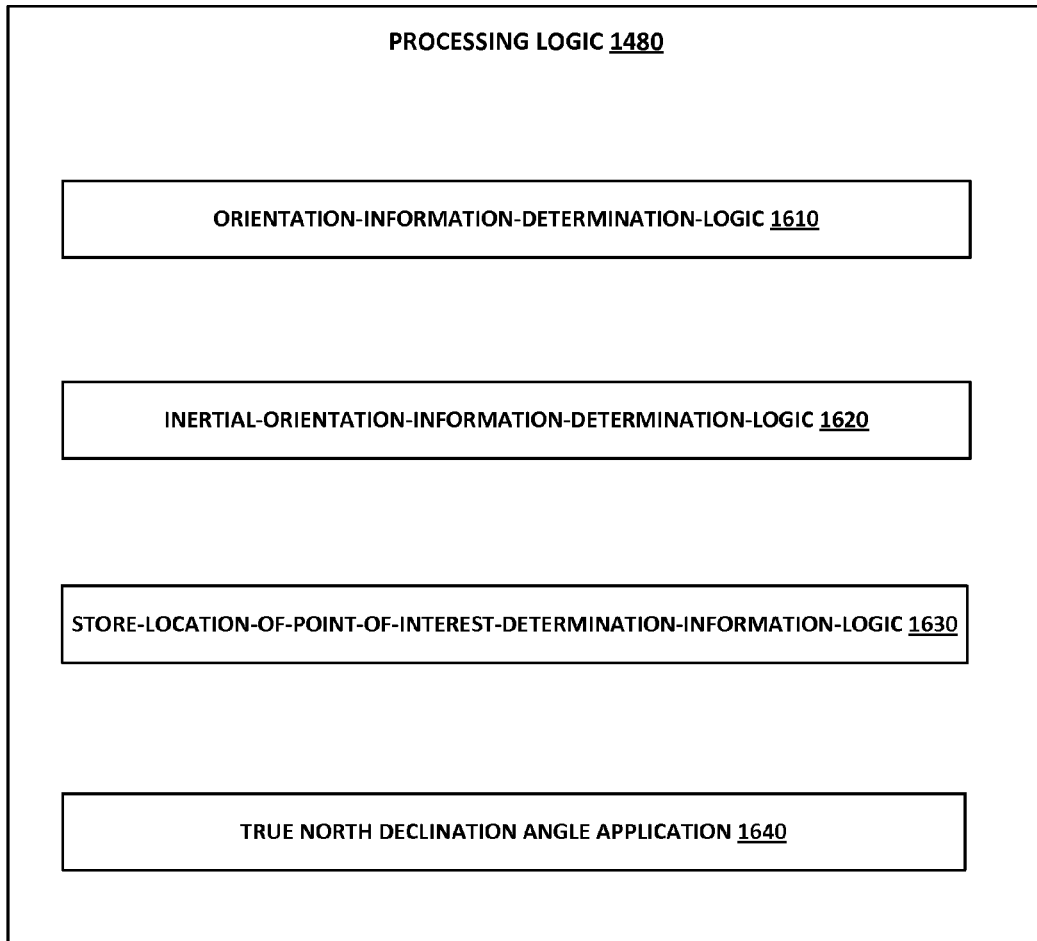 PROCESSING LOGIC 1480
ORIENTATION-INFORMATION-DETERMINATION-LOGIC 1610
INERTIAL-ORIENTATION-INFORMATION-DETERMINATION-LOGIC 1620
STORE-LOCATION-OF-POINT-OF-INTEREST-DETERMINATION-INFORMATION-LOGIC 1630
TRUE NORTH DECLINATION ANGLE APPLICATION 1640